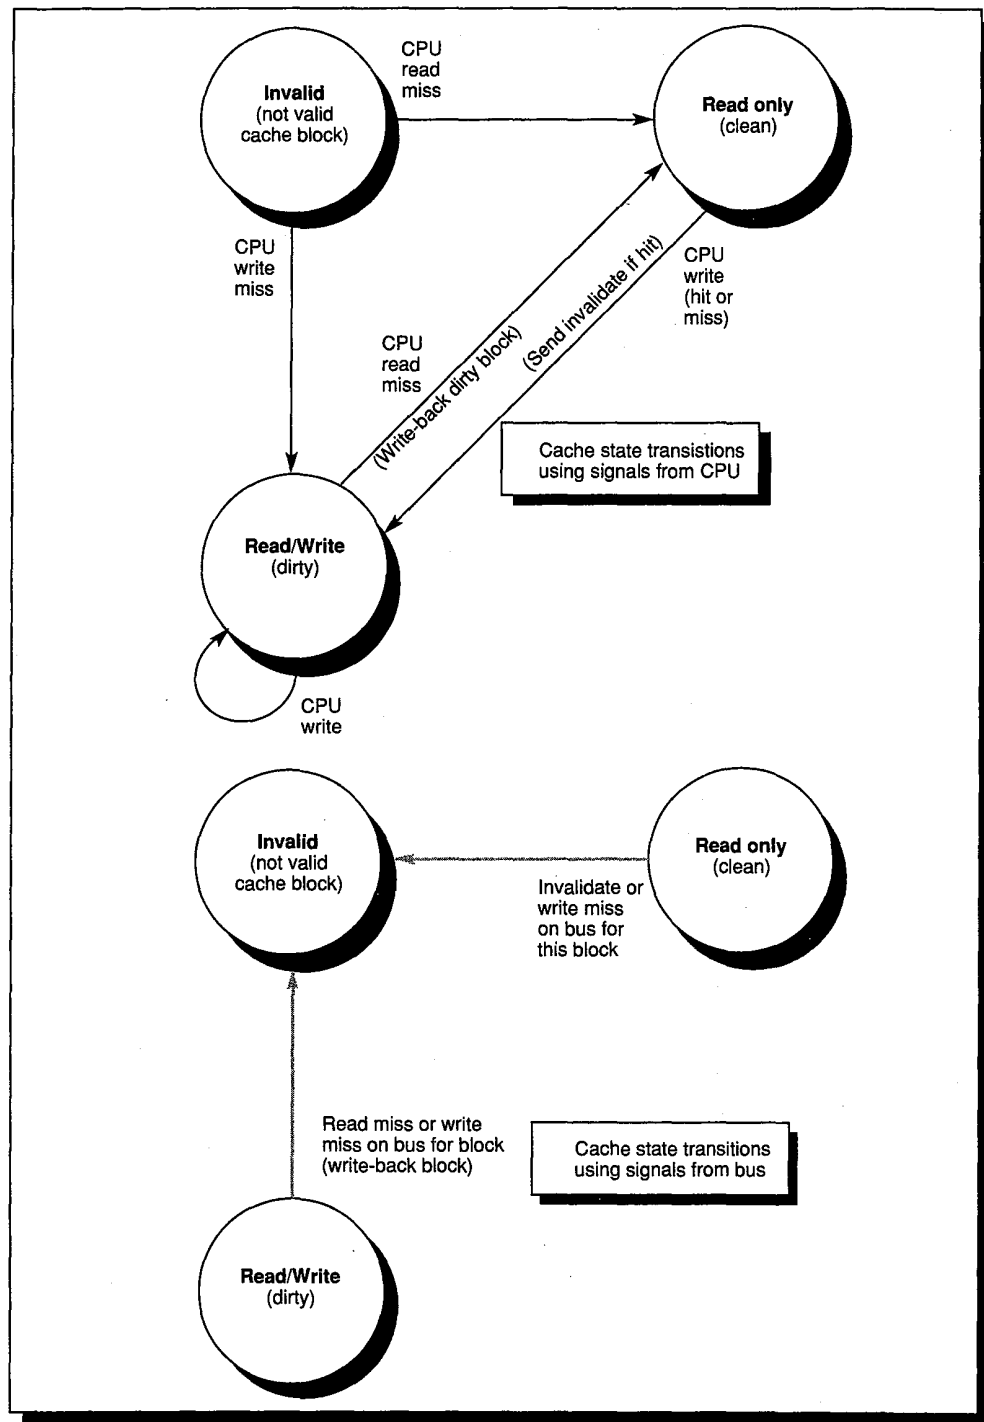 Invalid
(not valid
cache block)
CPU
read
miss
Read only
(clean)
CPU
write
miss
CPU
read
miss
(Write-back dirty block)
(Send invalidate if hit)
CPU
write
(hit or
miss)
Cache state transistions
using signals from CPU
Read/Write
(dirty)
CPU
write
Invalid
(not valid
cache block)
Read only
(clean)
Invalidate or
write miss
on bus for
this block
Read miss or write
miss on bus for block
(write-back block)
Cache state transitions
using signals from bus
Read/Write
(dirty)